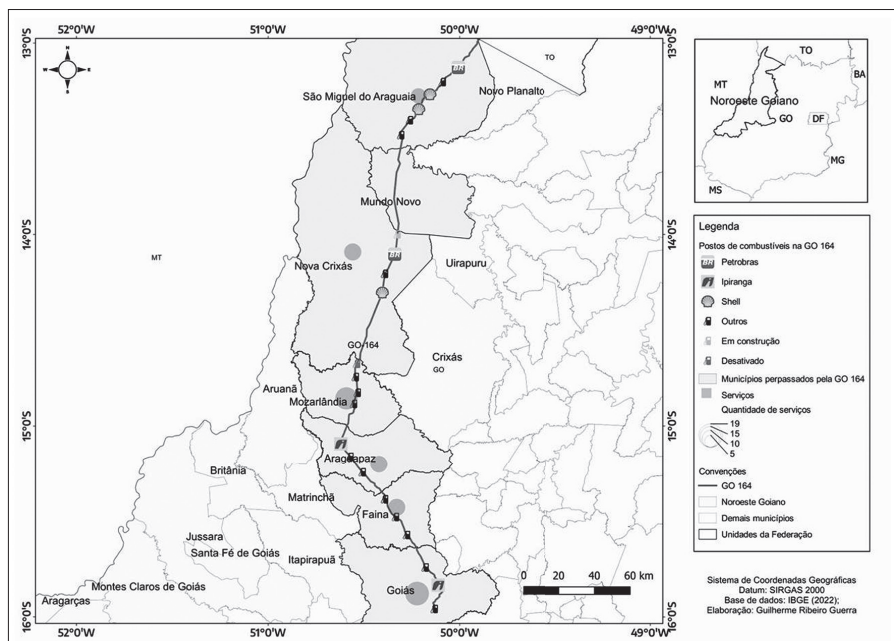 52°0'O 51°0'O 50°0'O 49°0'O
13°0'S 13°0'S
N
W E
S
TO
São Miguel do Araguaia
Novo Planalto
BR
Mundo Novo
14°0'S 14°0'S
MT
BR
Nova Crixás
Uirapuru
GO-164
Crixás
GO
Aruanã
Mozarlândia
15°0'S 15°0'S
Araguapaz
Britânia
Matrinchã
Faina
Jussara
Santa Fé de Goiás
Itapirapuã
Montes Claros de Goiás
Goiás
Aragarças
0 20 40 60 km
16°0'S 16°0'S
52°0'O 51°0'O 50°0'O 49°0'O
TO
MT
BA
Noroeste Goiano
GO
DF
MG
MS
Legenda
Postos de combustíveis na GO 164
BR Petrobras
Ipiranga
Shell
Outros
Em construção
Desativado
Municípios perpassados pela GO 164
Serviços
Quantidade de serviços
19
15
10
5
Convenções
GO 164
Noroeste Goiano
Demais municípios
Unidades da Federação
Sistema de Coordenadas Geográficas
Datum: SIRGAS 2000
Base de dados: IBGE (2022);
Elaboração: Guilherme Ribeiro Guerra